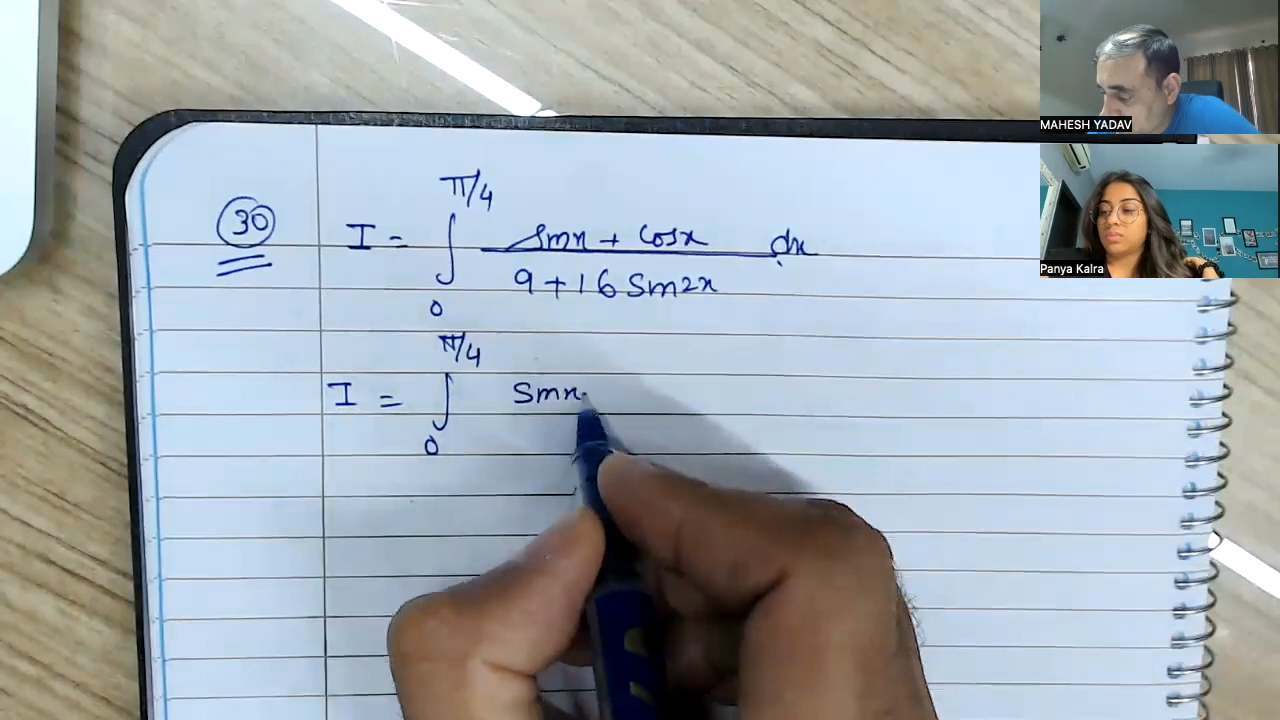 30
I = ∫ π/4 0 sinx + cosx dx
9 + 16 Sin2x
I = ∫ π/4 0 Sinx
MAHESH YADAV
Panya Kalra